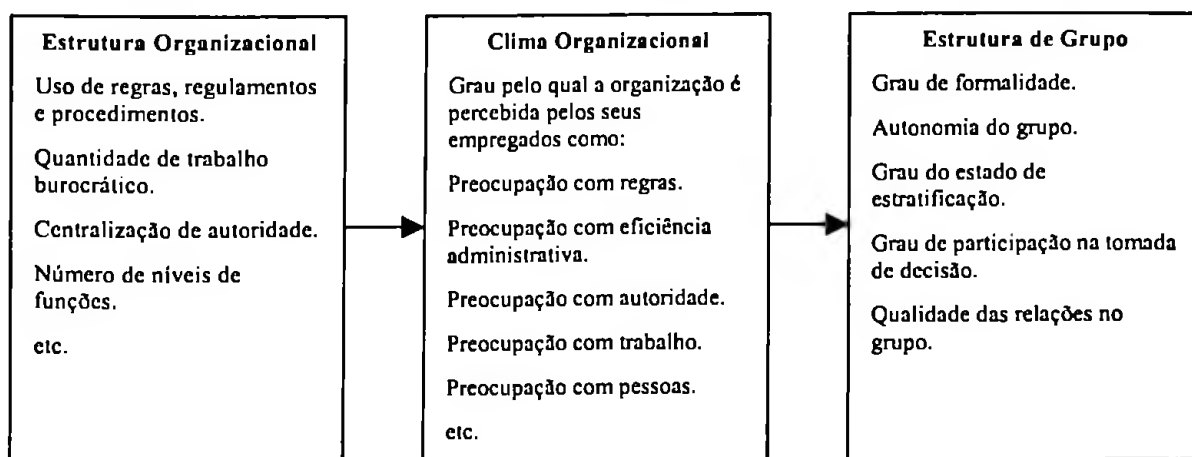 Estrutura Organizacional
Uso de regras, regulamentos
e procedimentos.
Quantidade de trabalho
burocrático.
Centralização de autoridade.
Número de níveis de
funções.
etc.
Clima Organizacional
Grau pelo qual a organização é
percebida pelos seus
empregados como:
Preocupação com regras.
Preocupação com eficiência
administrativa.
Preocupação com autoridade.
Preocupação com trabalho.
Preocupação com pessoas.
etc.
Estrutura de Grupo
Grau de formalidade.
Autonomia do grupo.
Grau do estado de
estratificação.
Grau de participação na tomada
de decisão.
Qualidade das relações no
grupo.